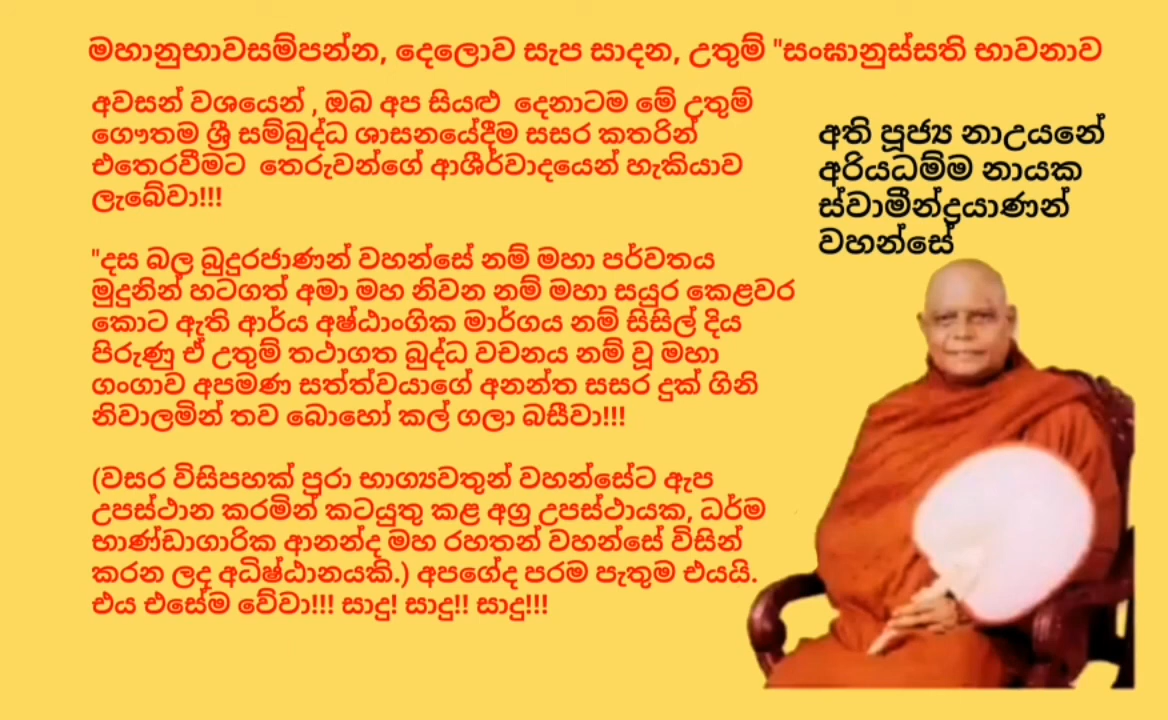 මහානුභාවසම්පන්න, දෙලොව සැප සාදන, උතුම් "සංඝානුස්සති භාවනාව
අවසන් වශයෙන් , ඔබ අප සියළු දෙනාටම මේ උතුම්
ගෞතම ශ්‍රී සම්බුද්ධ ශාසනයේදීම සසර කතරින්
එතෙරවීමට තෙරුවන්ගේ ආශීර්වාදයෙන් හැකියාව
ලැබේවා!!!
"දස බල බුදුරජාණන් වහන්සේ නම් මහා පර්වතය
මුදුනින් හටගත් අමා මහ නිවන නම් මහා සයුර කෙළවර
කොට ඇති ආර්ය අෂ්ඨාංගික මාර්ගය නම් සිසිල් දිය
පිරුණු ඒ උතුම් තථාගත බුද්ධ වචනය නම් වූ මහා
ගංගාව අපමණ සත්ත්වයාගේ අනන්ත සසර දුක් ගිනි
නිවාලමින් තව බොහෝ කල් ගලා බසීවා!!!
(වසර විසිපහක් පුරා භාග්‍යවතුන් වහන්සේට ඇප
උපස්ථාන කරමින් කටයුතු කළ අග්‍ර උපස්ථායක, ධර්ම
භාණ්ඩාගාරික ආනන්ද මහ රහතන් වහන්සේ විසින්
කරන ලද අධිෂ්ඨානයකි.) අපගේද පරම පැතුම එයයි.
එය එසේම වේවා!!! සාදු! සාදු!! සාදු!!!
අති පූජ්‍ය නාඋයනේ
අරියධම්ම නායක
ස්වාමීන්ද්‍රයාණන්
වහන්සේ